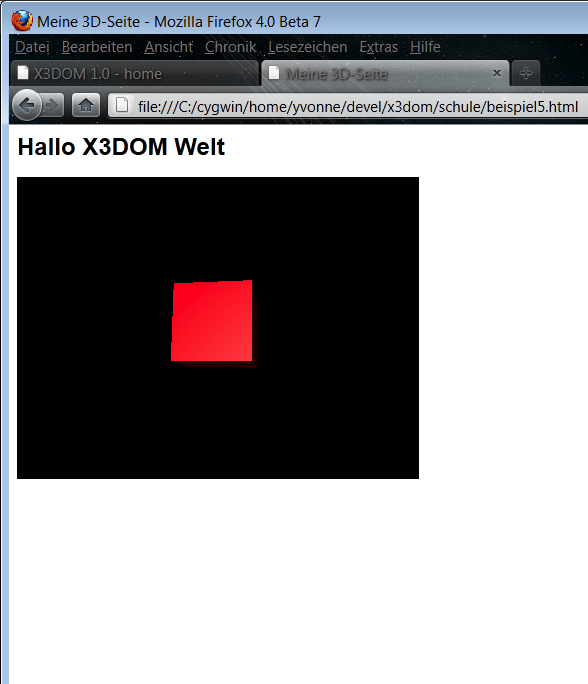 Meine 3D-Seite - Mozilla Firefox 4.0 Beta 7
Datei Bearbeiten Ansicht Chronik Lesezeichen Extras Hilfe
X3DOM 1.0 - home Meine 3D-Seite
file:///C:/cygwin/home/yvonne/devel/x3dom/schule/beispiel5.html
Hallo X3DOM Welt